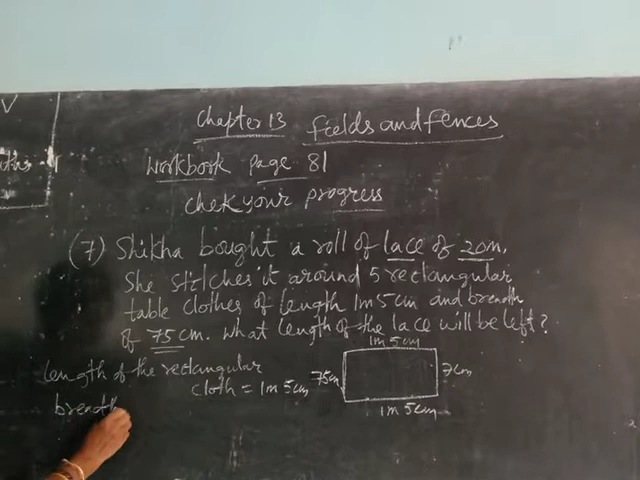 V
Chapter 13 Fields and Fences
Workbook page 81
Chek your progress
(7) Shikha bought a roll of lace of 20m.
She stitches it around 5 rectangular
table clothes of length 1m 5cm and breadth
of 75cm. What length of the lace will be left?
1m 5cm
length of the rectangular
cloth = 1m 5cm
75cm
7cm
1m 5cm
breadth